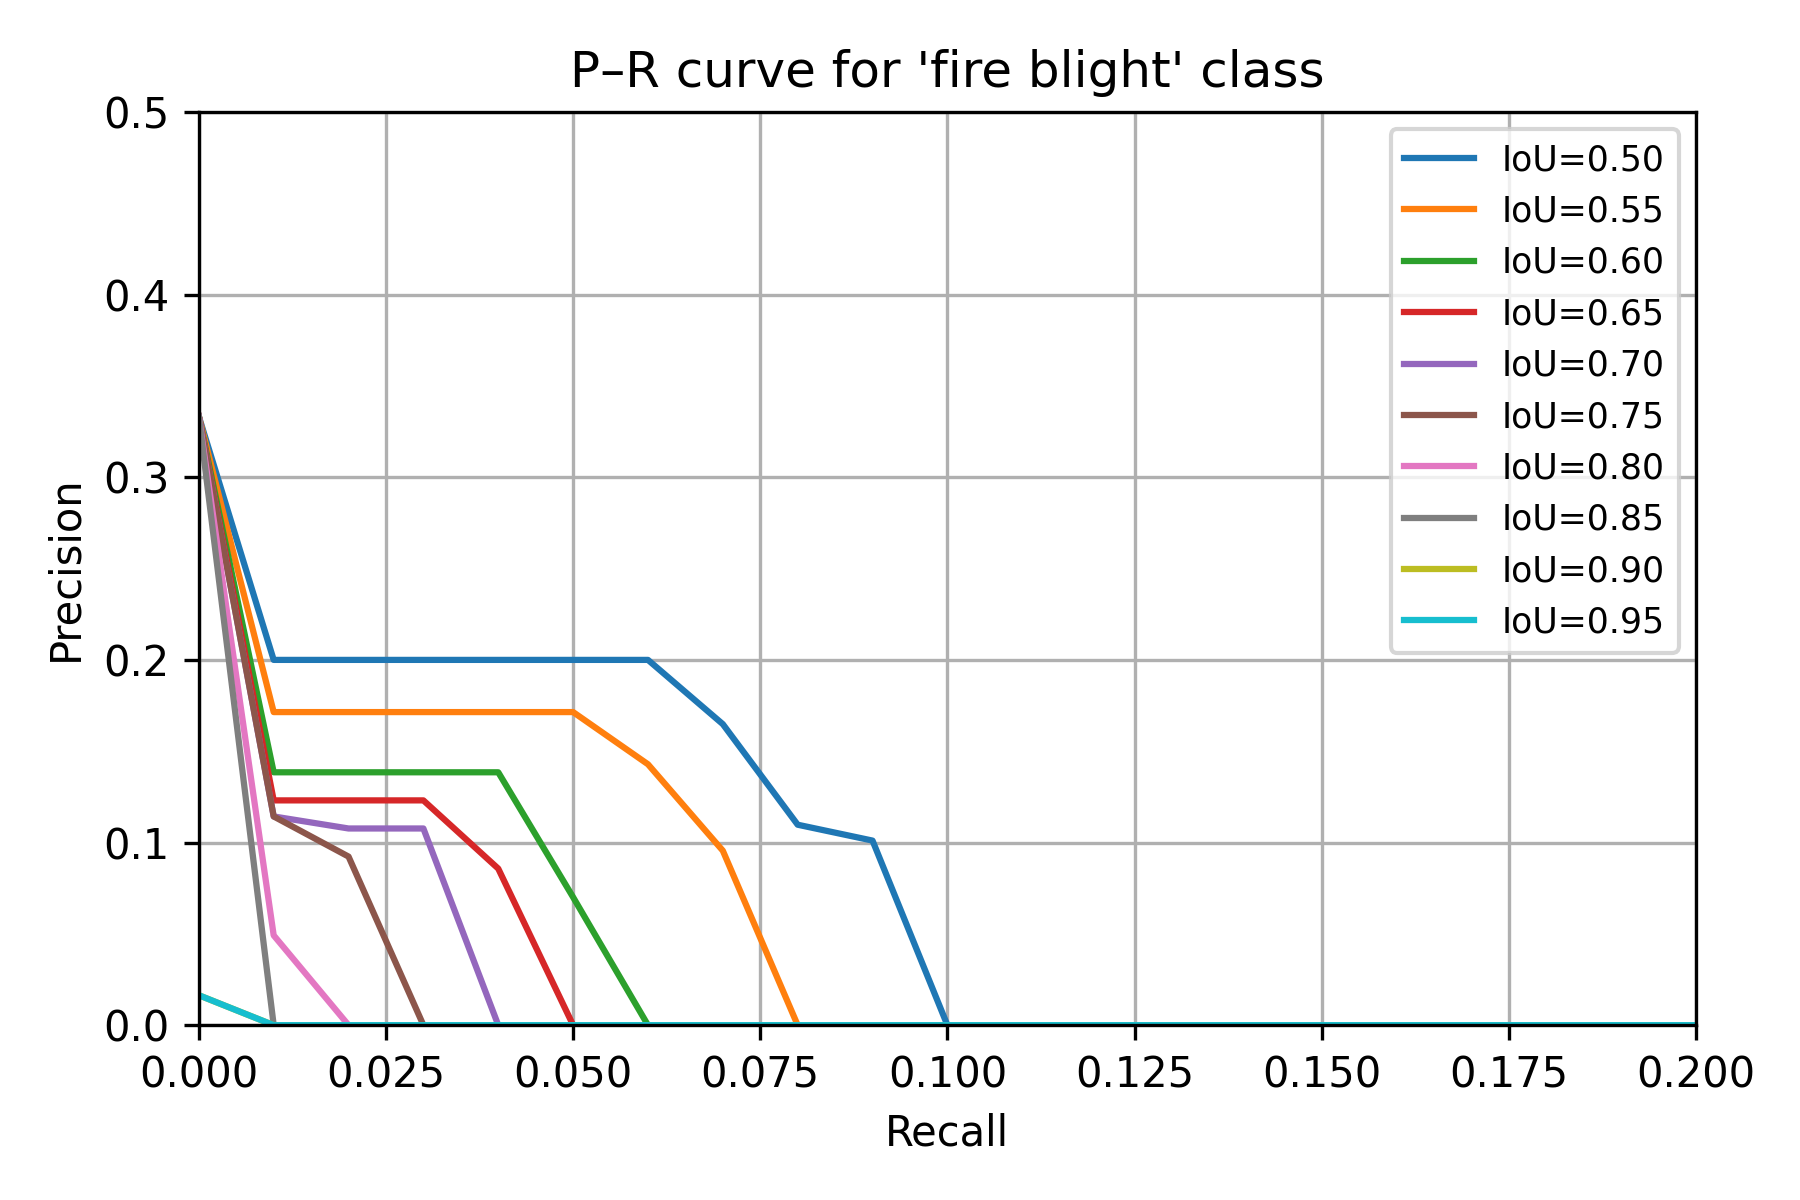 P–R curve for 'fire blight' class
0.5
0.4
0.3
0.2
0.1
0.0
Precision
IoU=0.50
IoU=0.55
IoU=0.60
IoU=0.65
IoU=0.70
IoU=0.75
IoU=0.80
IoU=0.85
IoU=0.90
IoU=0.95
0.000 0.025 0.050 0.075 0.100 0.125 0.150 0.175 0.200
Recall